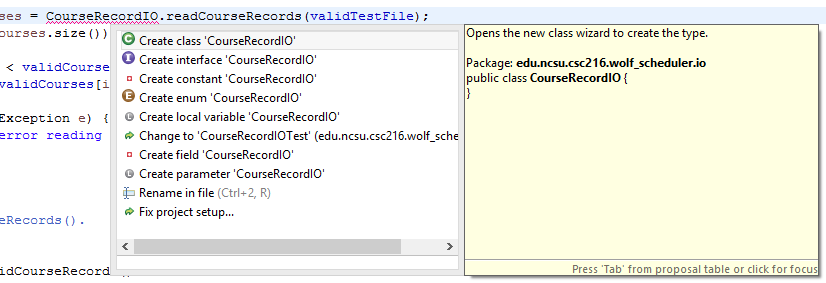 ses = CourseRecordIO.readCourseRecords(validTestFile);
ourses.size())
< validCourse
validCourses[i
Exception e) {
error reading
eRecords().
idCourseRecord
Create class 'CourseRecordIO'
Create interface 'CourseRecordIO'
Create constant 'CourseRecordIO'
Create enum 'CourseRecordIO'
Create local variable 'CourseRecordIO'
Change to 'CourseRecordIOTest' (edu.ncsu.csc216.wolf_sche
Create field 'CourseRecordIO'
Create parameter 'CourseRecordIO'
Rename in file (Ctrl+2, R)
Fix project setup...
Opens the new class wizard to create the type.
Package: edu.ncsu.csc216.wolf_scheduler.io
public class CourseRecordIO {
}
Press 'Tab' from proposal table or click for focus